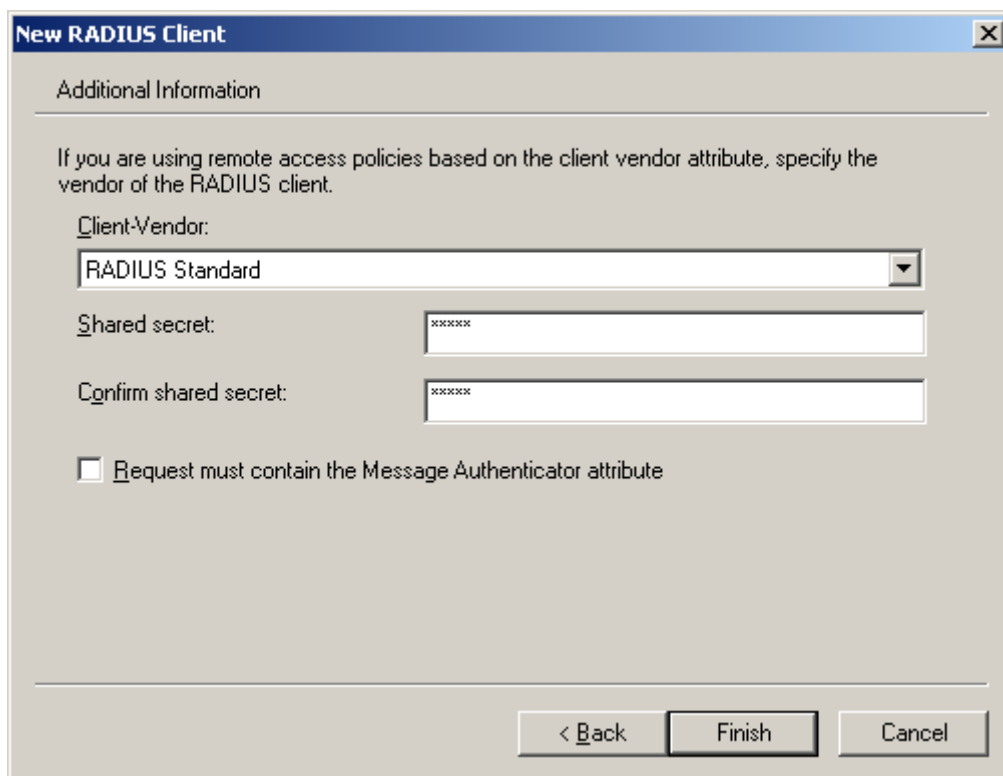 New RADIUS Client
Additional Information
If you are using remote access policies based on the client vendor attribute, specify the
vendor of the RADIUS client.
Client-Vendor:
RADIUS Standard
Shared secret:
xxxxx
Confirm shared secret:
xxxxx
Request must contain the Message Authenticator attribute
< Back
Finish
Cancel